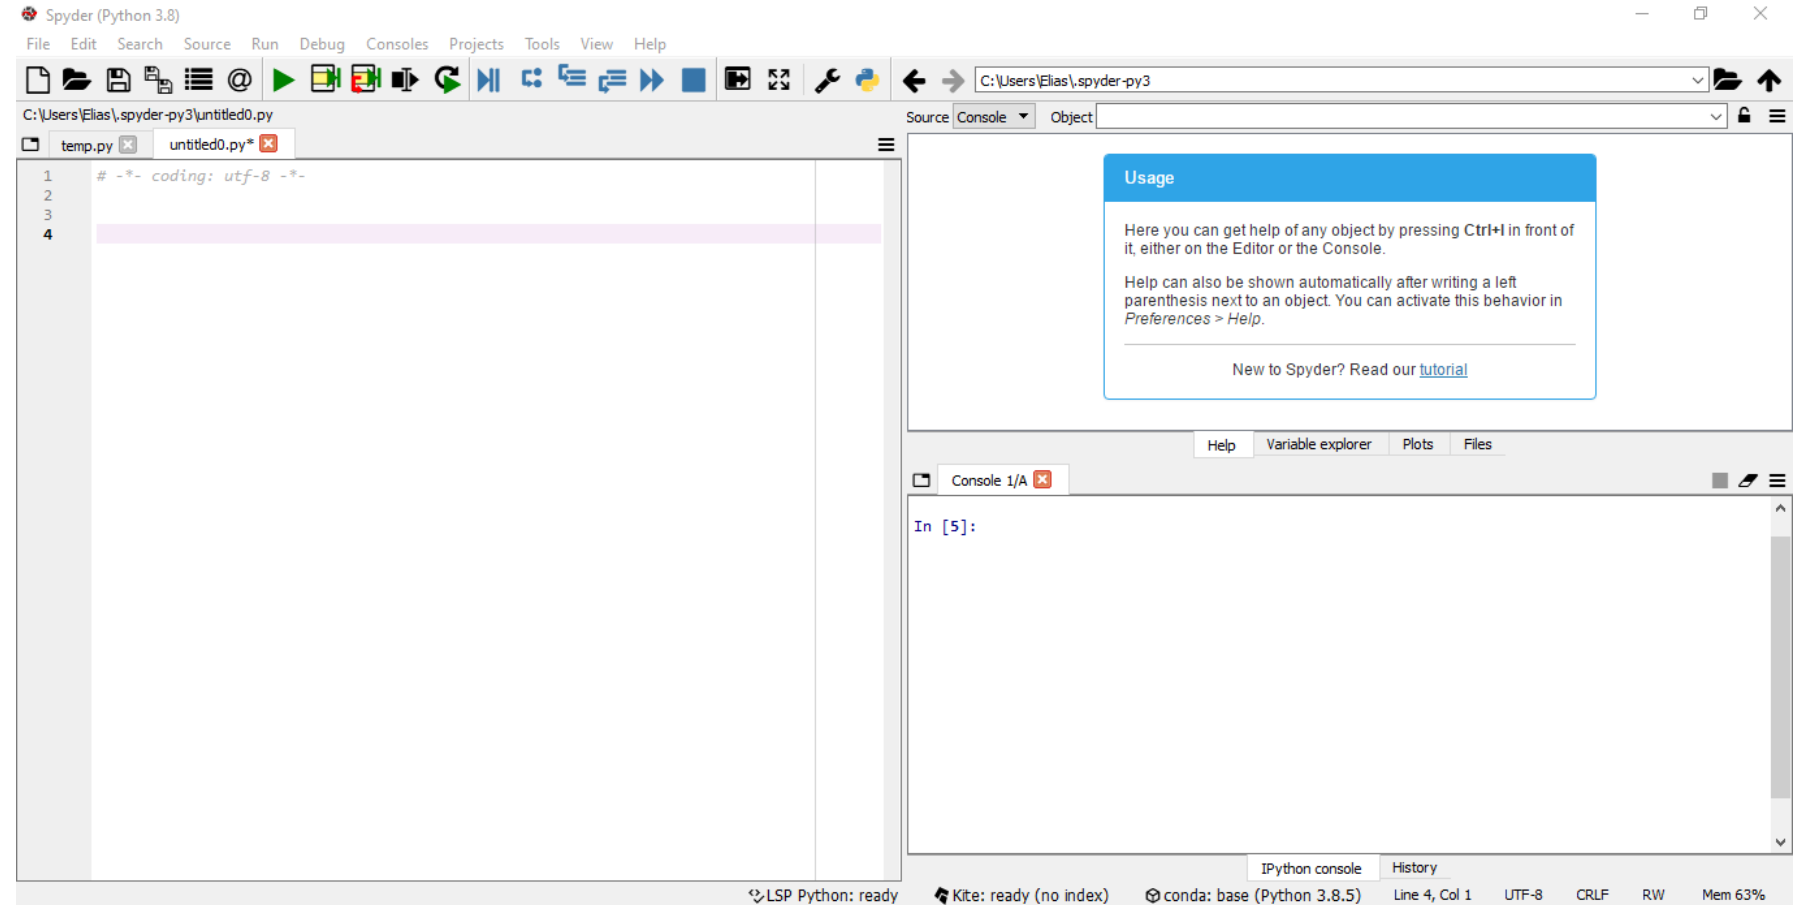 Spyder (Python 3.8)
File Edit Search Source Run Debug Consoles Projects Tools View Help
C:\Users\Elias\.spyder-py3
C:\Users\Elias\.spyder-py3\untitled0.py
Source Console Object
temp.py untitled0.py*
1 # -*- coding: utf-8 -*-
2
3
4
Usage
Here you can get help of any object by pressing Ctrl+I in front of
it, either on the Editor or the Console.
Help can also be shown automatically after writing a left
parenthesis next to an object. You can activate this behavior in
Preferences > Help.
New to Spyder? Read our tutorial
Help Variable explorer Plots Files
Console 1/A
In [5]:
IPython console History
LSP Python: ready Kite: ready (no index) conda: base (Python 3.8.5) Line 4, Col 1 UTF-8 CRLF RW Mem 63%